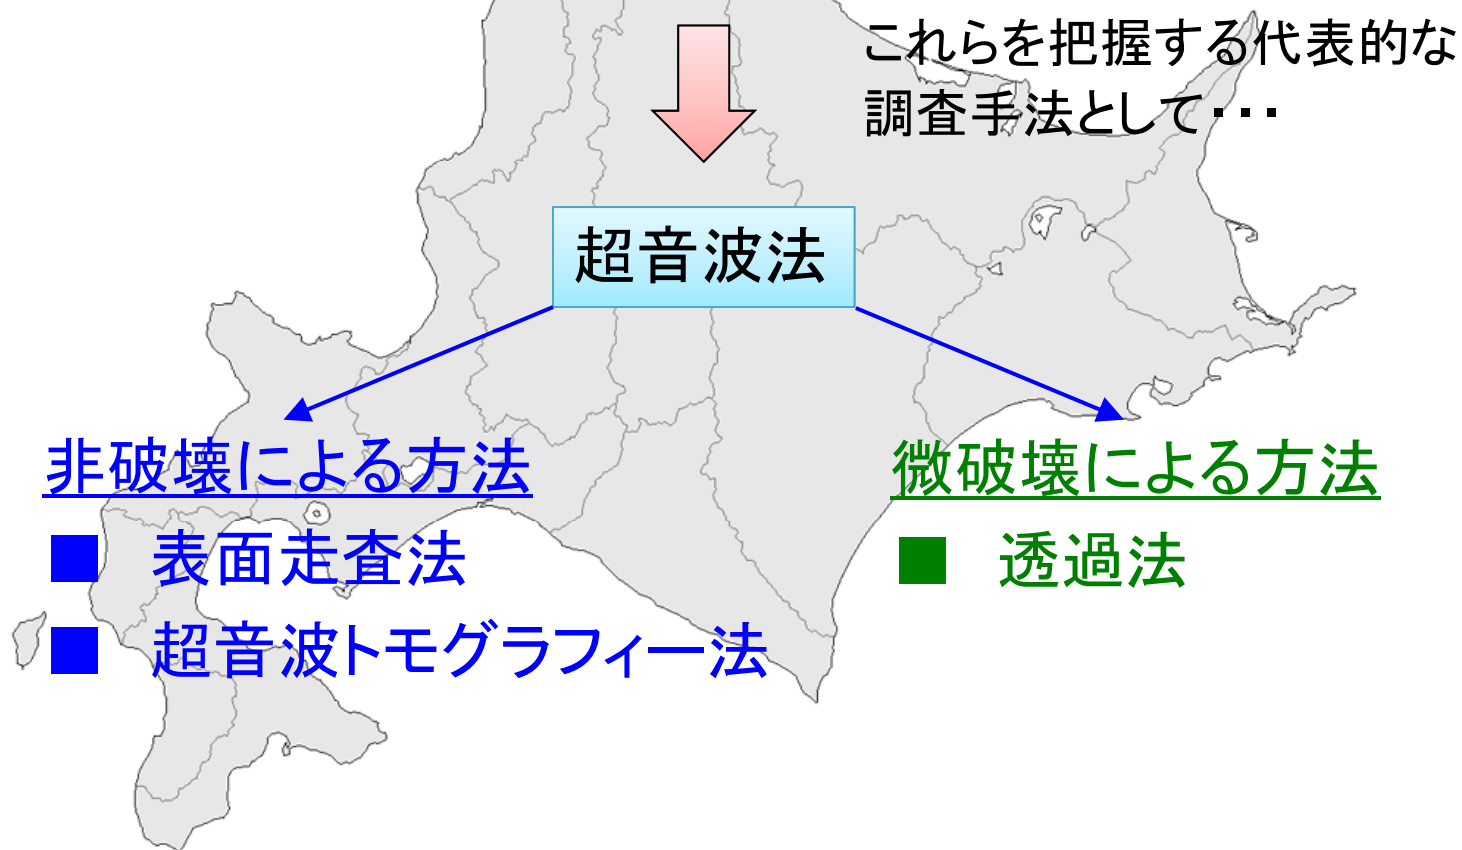 これらを把握する代表的な
調査手法として・・・
超音波法
非破壊による方法
■ 表面走査法
■ 超音波トモグラフィー法
微破壊による方法
■ 透過法